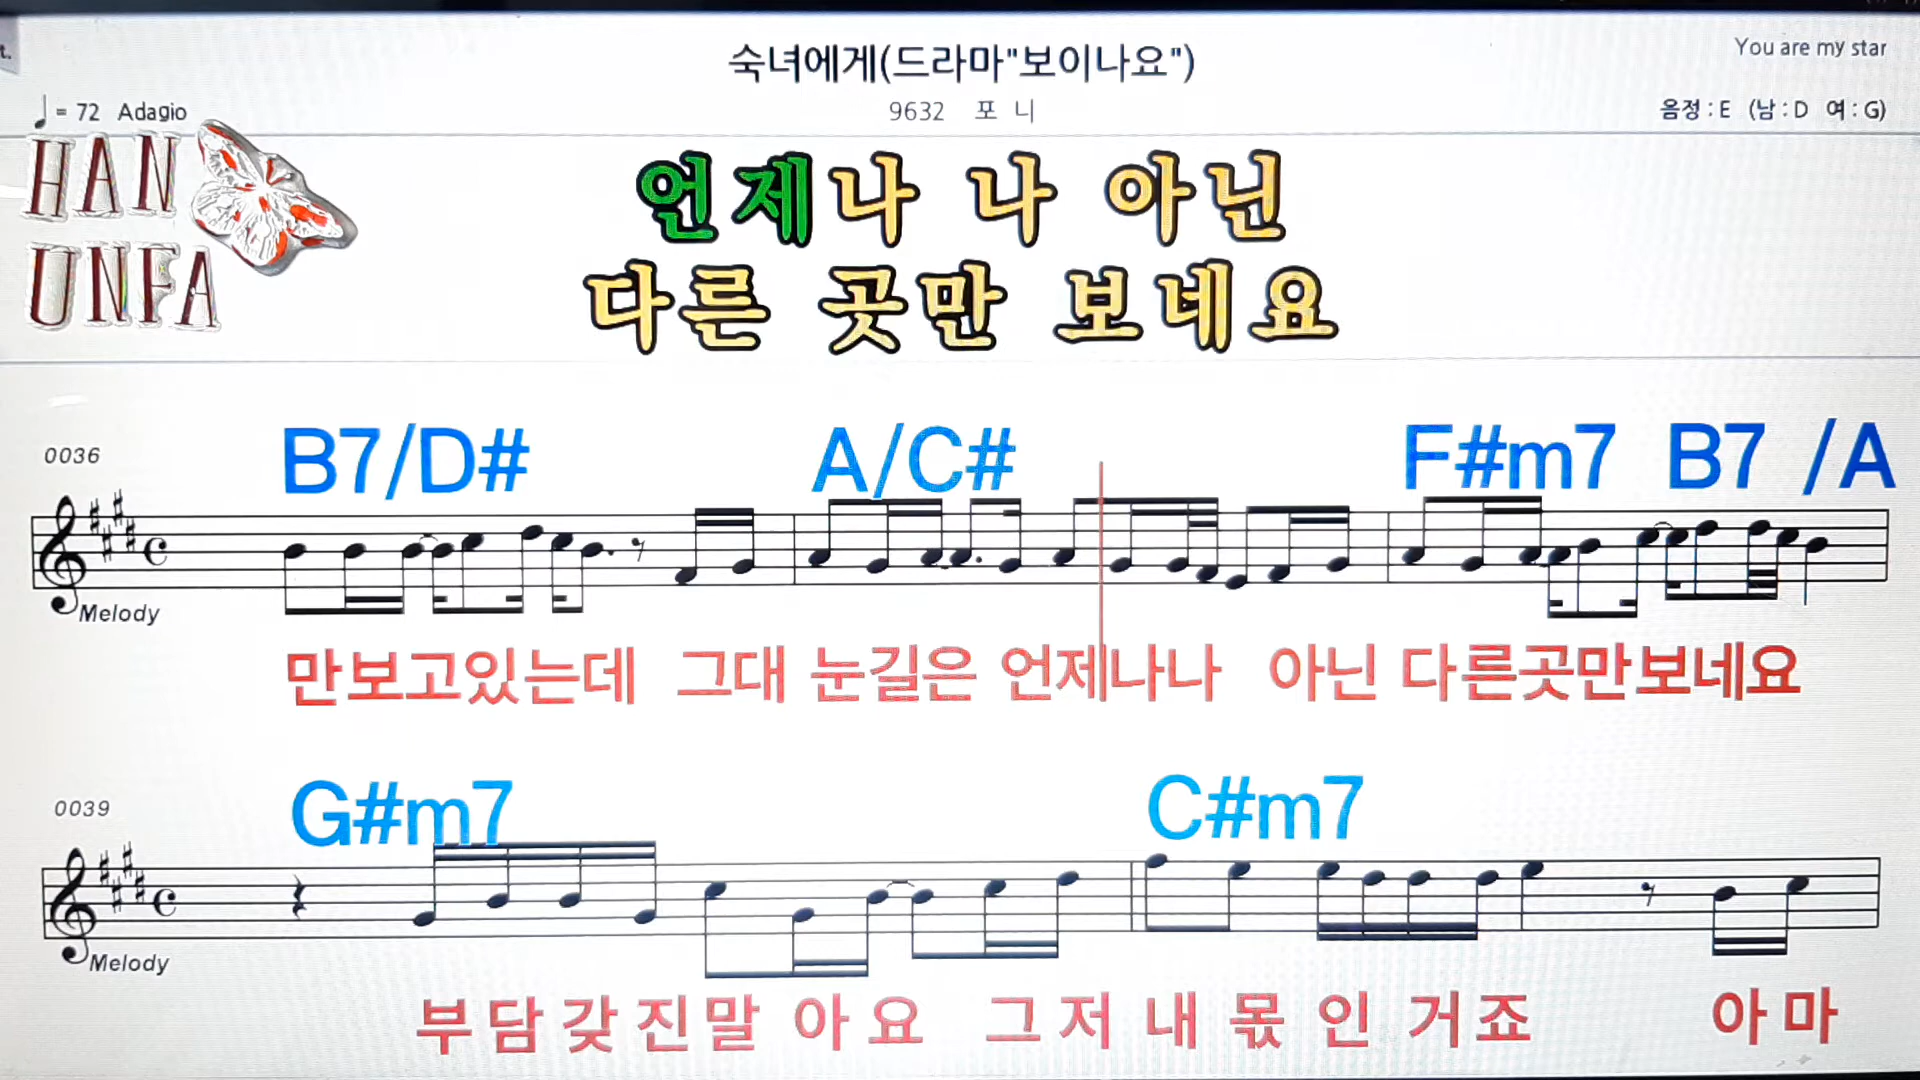 t.
숙녀에게(드라마"보이나요")
You are my star
♩= 72 Adagio
9632 포 니
음정 : E (남 : D 여 : G)
HAN
UNFA
언제나 나 아닌
다른 곳만 보네요
0036
B7/D# A/C# F#m7 B7 /A
Melody
만보고있는데 그대 눈길은 언제나나 아닌 다른곳만보네요
0039
G#m7 C#m7
Melody
부담갖진말 아요 그저내몫인거죠 아마